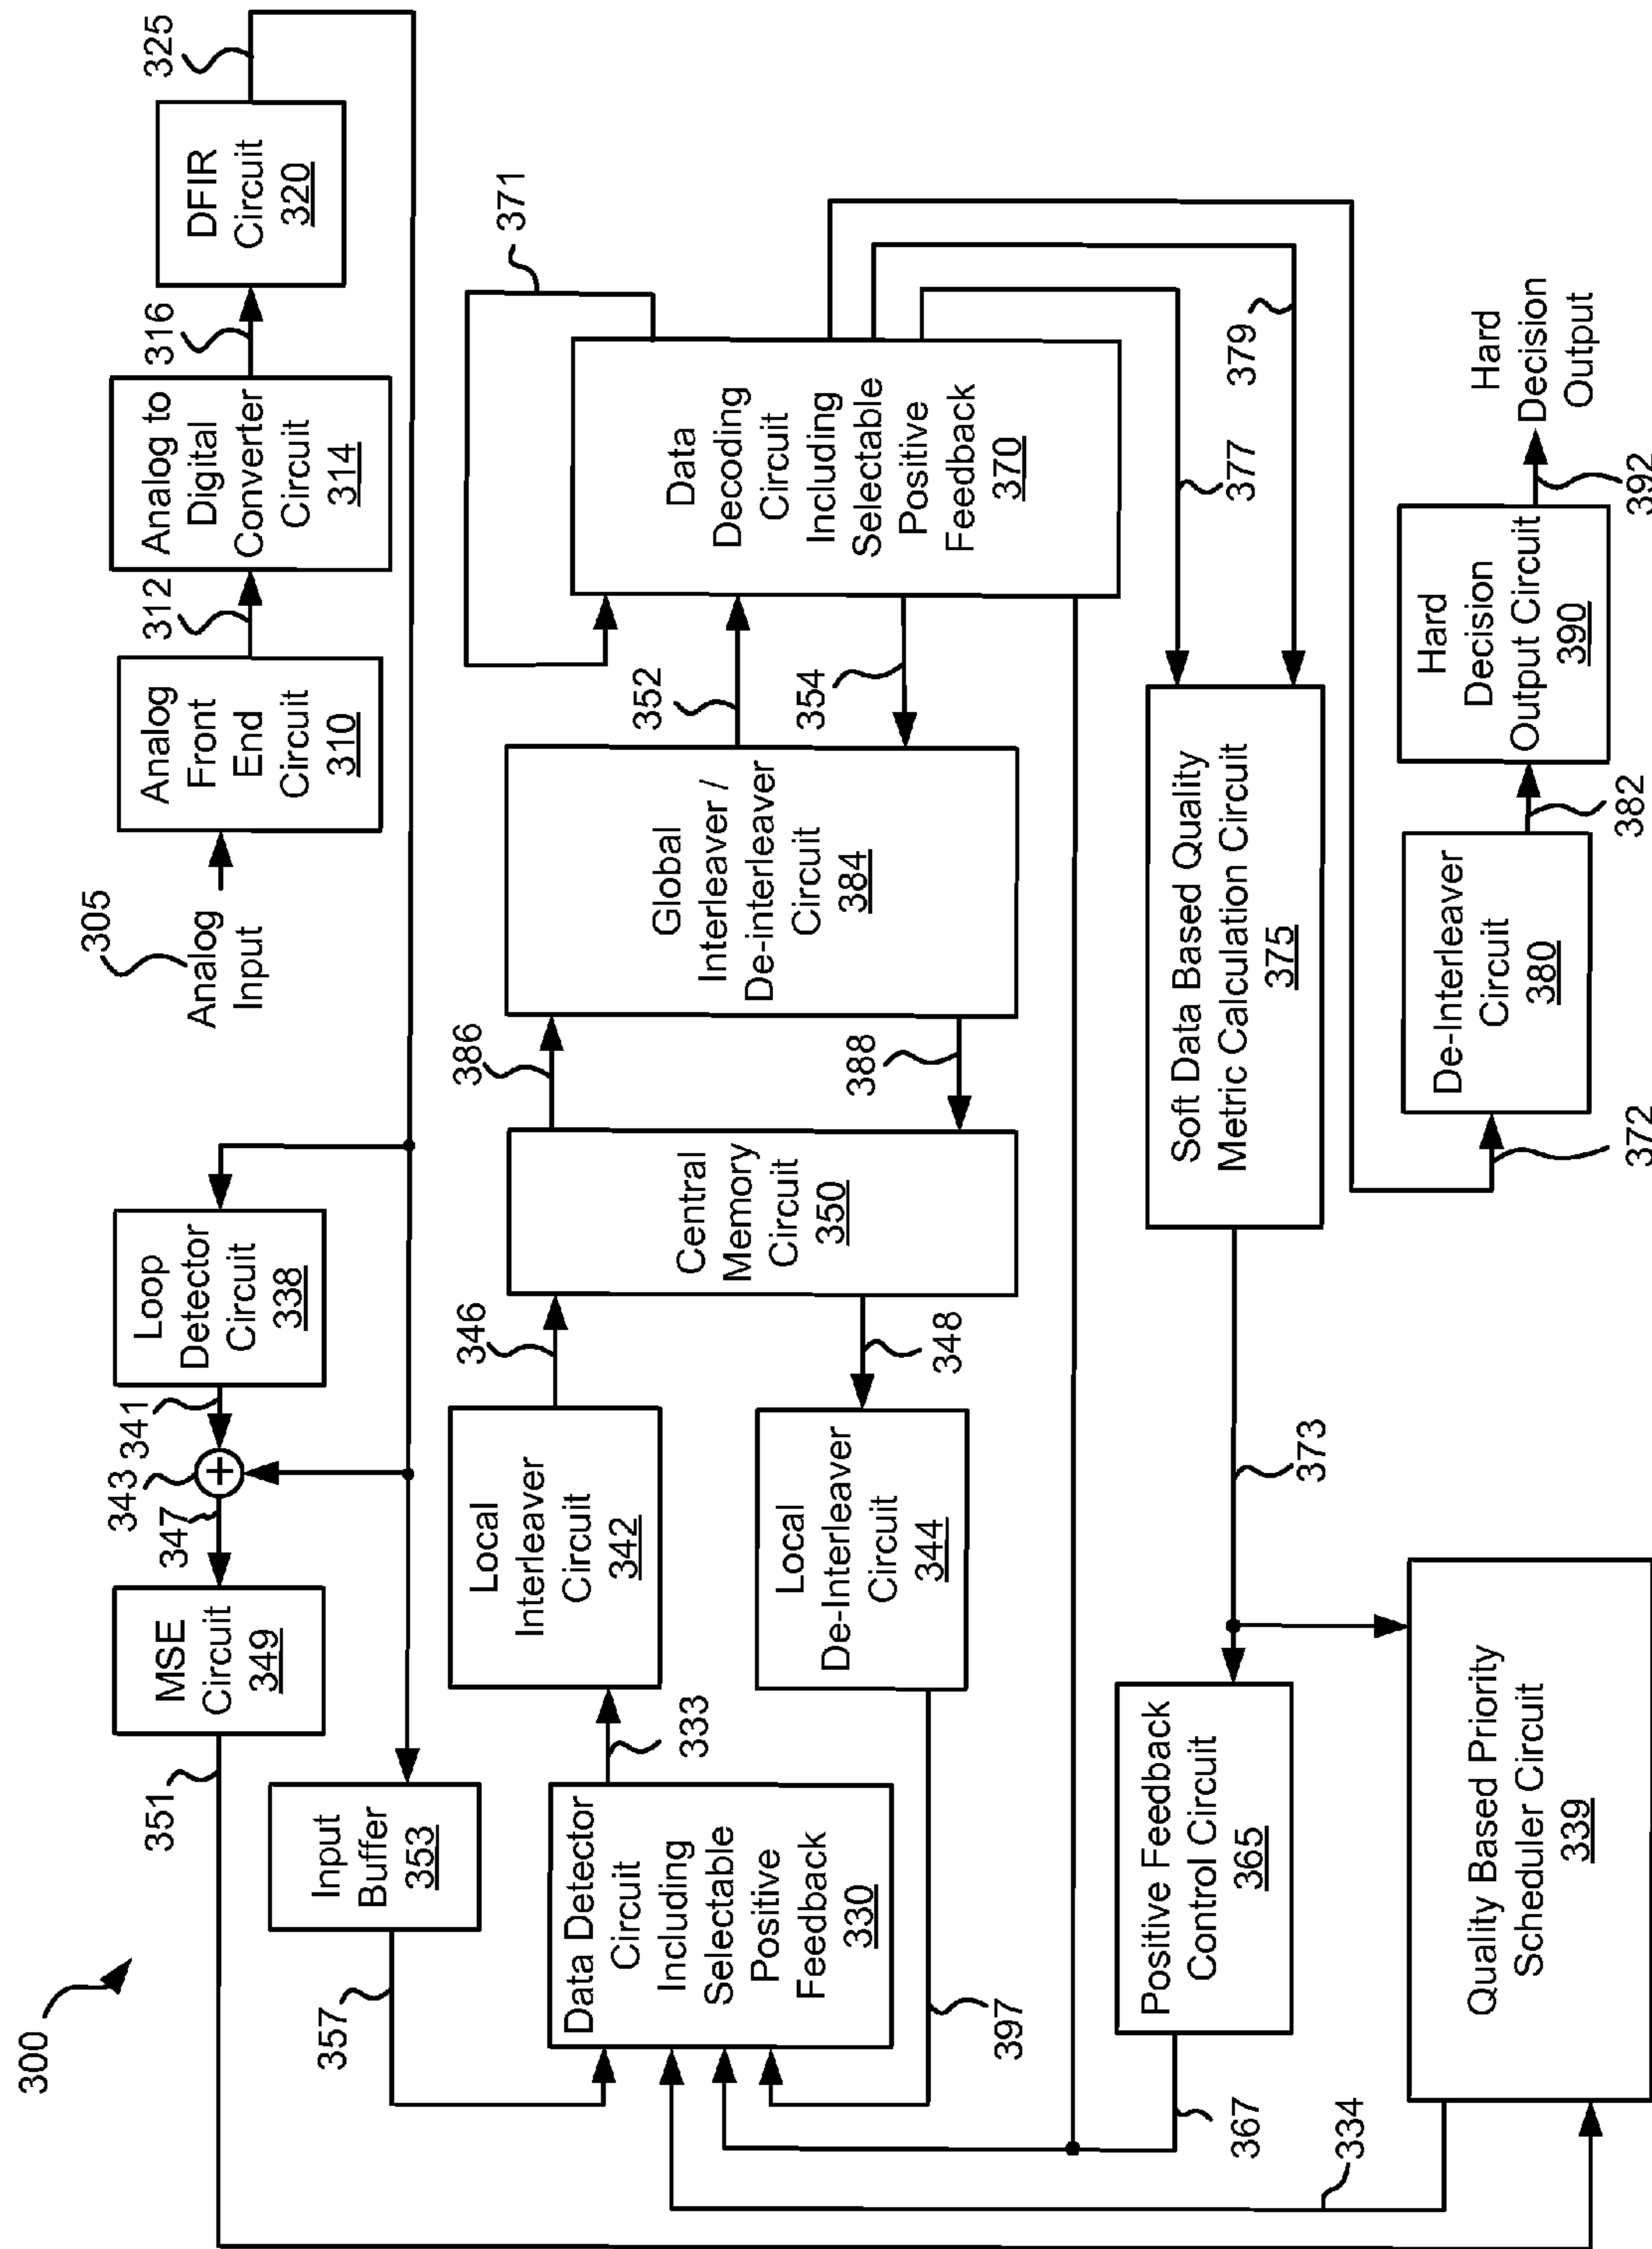 300
305
Analog
Input
Analog
Front
End
Circuit
310
312
Analog to
Digital
Converter
Circuit
314
316
DFIR
Circuit
320
325
351
MSE
Circuit
349
347
343
341
Loop
Detector
Circuit
338
Input
Buffer
353
357
Data Detector
Circuit
Including
Selectable
Positive
Feedback
330
333
Local
Interleaver
Circuit
342
346
Local
De-Interleaver
Circuit
344
348
397
Central
Memory
Circuit
350
386
388
Global
Interleaver /
De-interleaver
Circuit
384
352
354
Data
Decoding
Circuit
Including
Selectable
Positive
Feedback
370
371
377
379
Soft Data Based Quality
Metric Calculation Circuit
375
373
Positive Feedback
Control Circuit
365
367
334
Quality Based Priority
Scheduler Circuit
339
372
De-Interleaver
Circuit
380
382
Hard
Decision
Output Circuit
390
392
Hard
Decision
Output